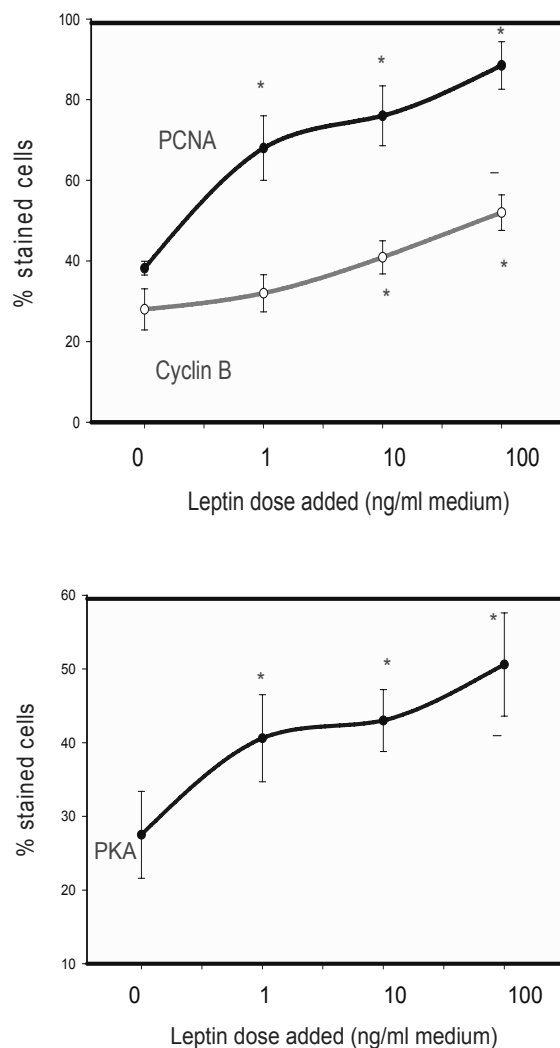 100
80
60
40
20
0
% stained cells
PCNA
Cyclin B
*
*
*
*
*
0 1 10 100
Leptin dose added (ng/ml medium)
60
50
40
30
20
10
% stained cells
PKA
*
*
*
0 1 10 100
Leptin dose added (ng/ml medium)